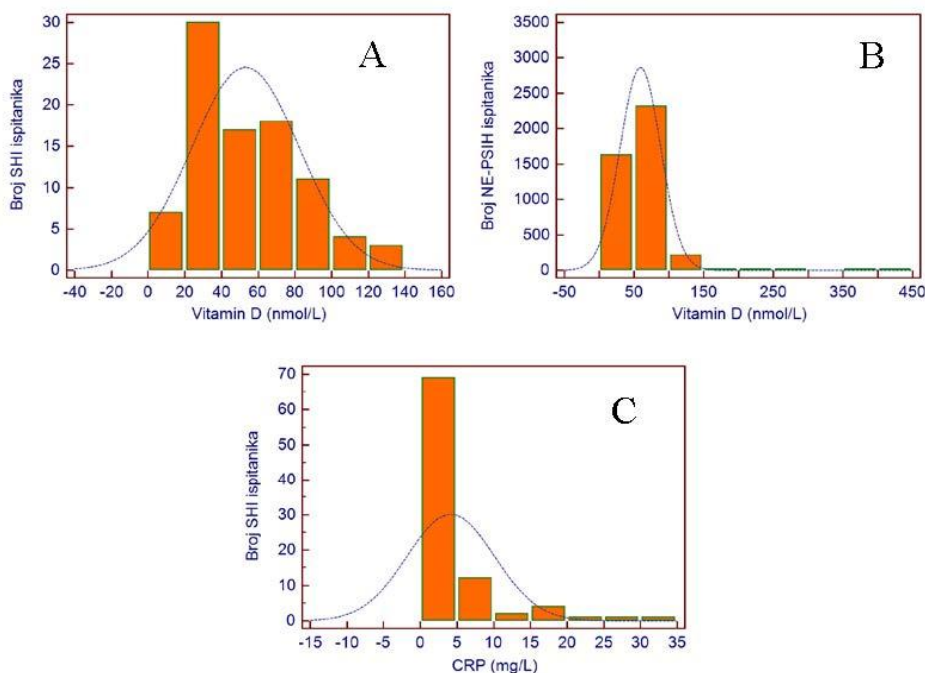 A
Broj SHI ispitanika
30
25
20
15
10
5
0
-40 -20 0 20 40 60 80 100 120 140 160
Vitamin D (nmol/L)
B
Broj NE-PSIH ispitanika
3500
3000
2500
2000
1500
1000
500
0
-50 50 150 250 350 450
Vitamin D (nmol/L)
C
Broj SHI ispitanika
70
60
50
40
30
20
10
0
-15 -10 -5 0 5 10 15 20 25 30 35
CRP (mg/L)